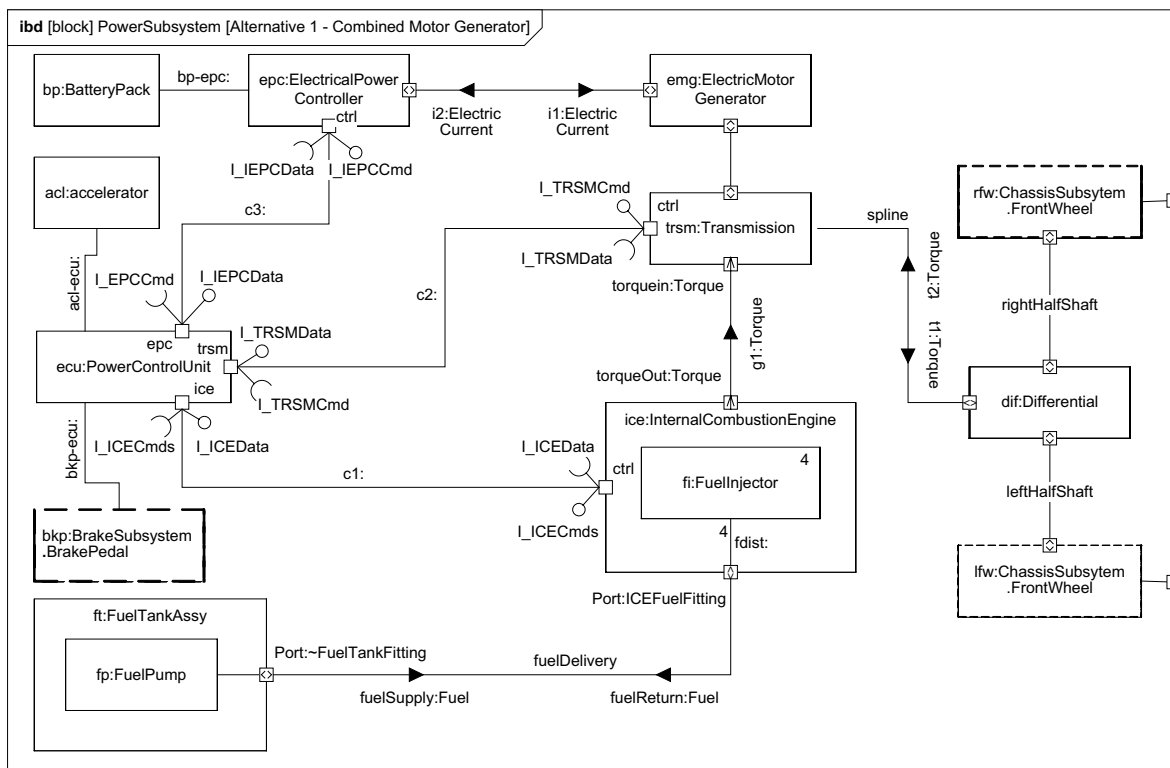 ibd [block] PowerSubsystem [Alternative 1 - Combined Motor Generator]
bp:BatteryPack
bp-epc:
epc:ElectricalPower
Controller
ctrl
i2:Electric
Current
i1:Electric
Current
emg:ElectricMotor
Generator
I_IEPCData
I_IEPCCmd
acl:accelerator
c3:
I_TRSMCmd
ctrl
trsm:Transmission
I_TRSMData
spline
rfw:ChassisSubsytem
.FrontWheel
acl-ecu:
I_EPCCmd
I_IEPCData
c2:
torquein:Torque
t2:Torque
rightHalfShaft
epc
trsm
ecu:PowerControlUnit
ice
I_TRSMData
I_TRSMCmd
g1:Torque
t1:Torque
torqueOut:Torque
dif:Differential
bkp-ecu:
I_ICECmds
I_ICEData
c1:
I_ICEData
ctrl
I_ICECmds
ice:InternalCombustionEngine
4
fi:FuelInjector
4
fdist:
leftHalfShaft
bkp:BrakeSubsystem
.BrakePedal
lfw:ChassisSubsytem
.FrontWheel
Port:ICEFuelFitting
ft:FuelTankAssy
fp:FuelPump
Port:~FuelTankFitting
fuelDelivery
fuelSupply:Fuel
fuelReturn:Fuel